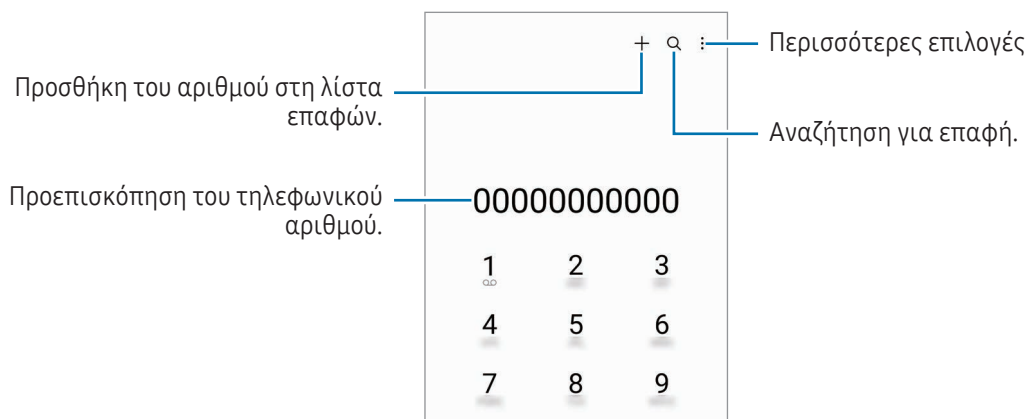 Περισσότερες επιλογές
Προσθήκη του αριθμού στη λίστα
επαφών.
Αναζήτηση για επαφή.
Προεπισκόπηση του τηλεφωνικού
αριθμού.
00000000000
1 2 3
4 5 6
7 8 9